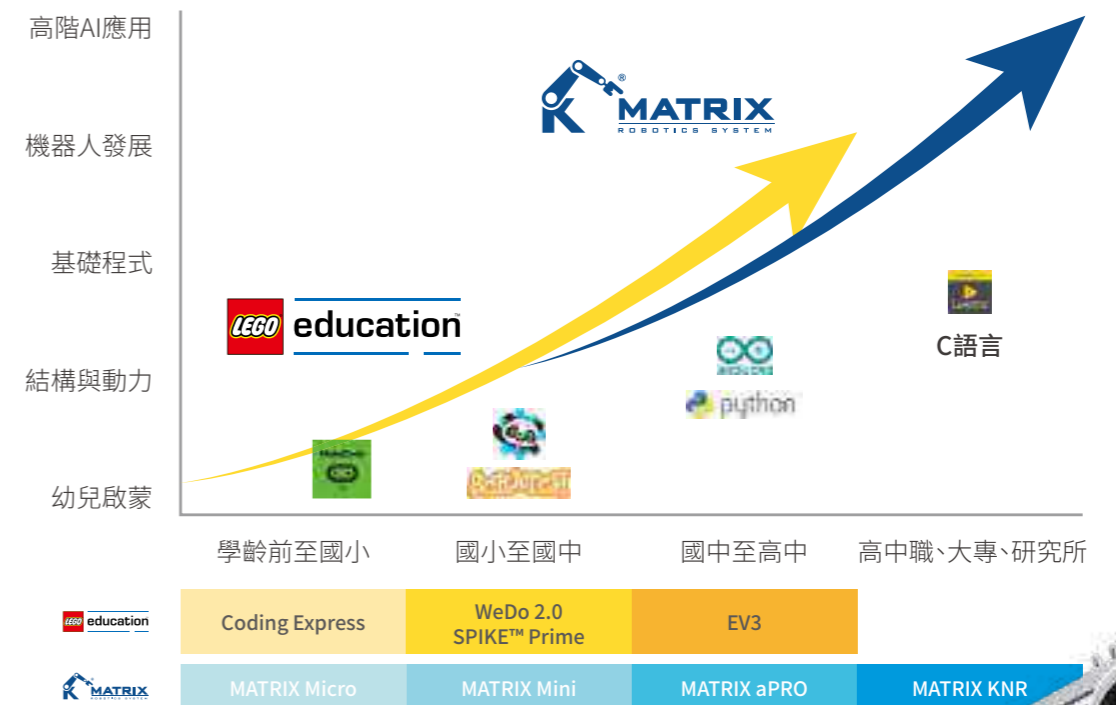 高階AI應用
機器人發展
基礎程式
結構與動力
幼兒啟蒙
K MATRIX®
ROBOTICS SYSTEM
LEGO education™
C語言
python
學齡前至國小
國小至國中
國中至高中
高中職、大專、研究所
LEGO education
Coding Express
WeDo 2.0
SPIKE™ Prime
EV3
K MATRIX
ROBOTICS SYSTEM
MATRIX Micro
MATRIX Mini
MATRIX aPRO
MATRIX KNR